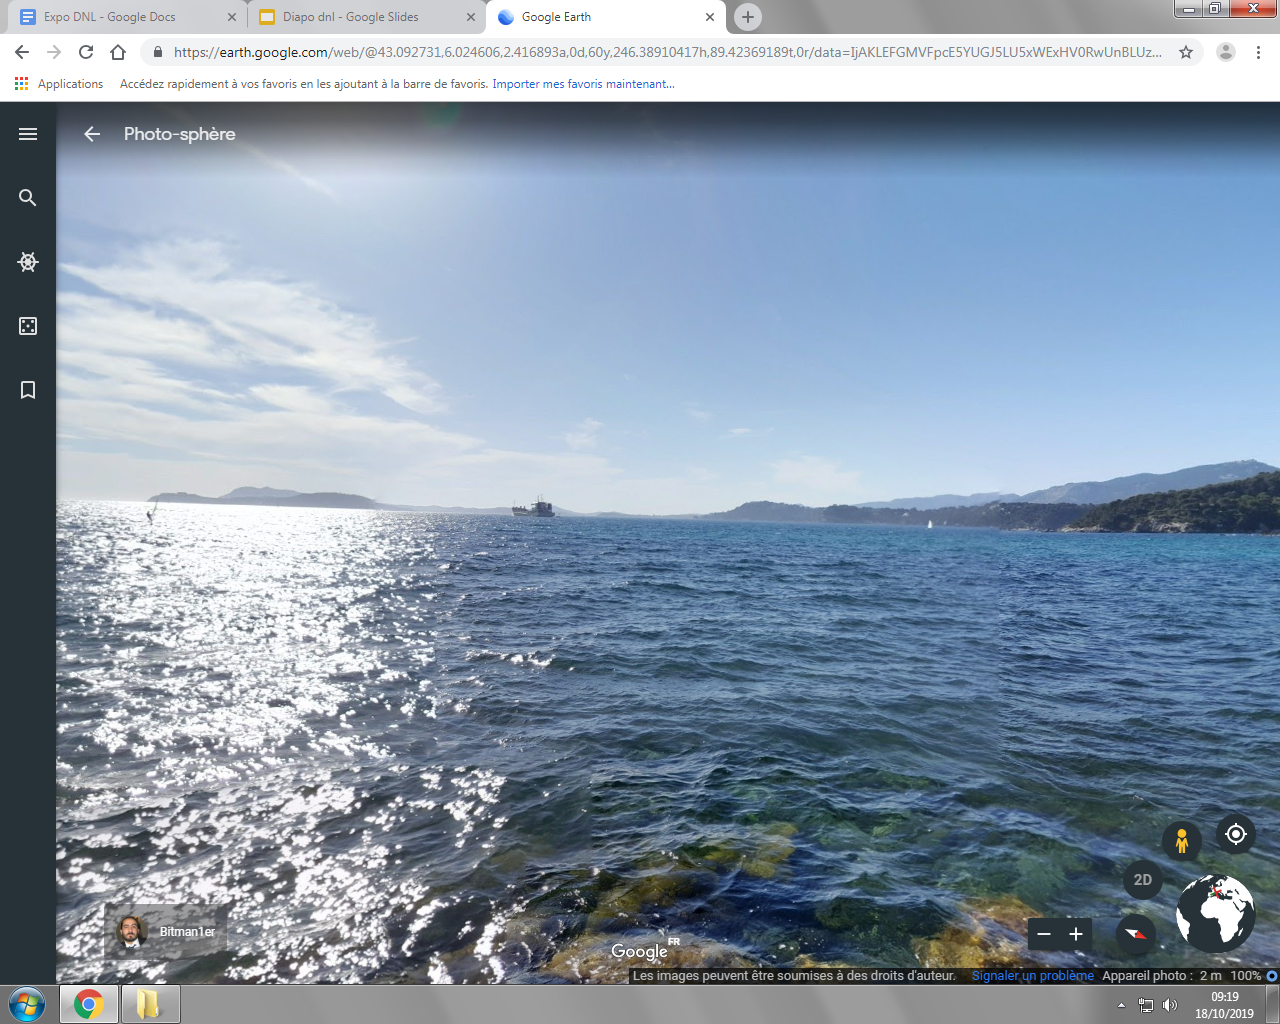 Expo DNL - Google Docs
Diapo dnl - Google Slides
Google Earth
https://earth.google.com/web/@43.092731,6.024606,2.416893a,0d,60y,246.38910417h,89.42369189t,0r/data=IjAKLEFGMVFpcE5YUGJ5LU5xWExHV0RwUnBLUz...
Applications
Accédez rapidement à vos favoris en les ajoutant à la barre de favoris. Importer mes favoris maintenant...
Photo-sphère
2D
Bitman1er
Google FR
Les images peuvent être soumises à des droits d'auteur. Signaler un problème Appareil photo : 2 m 100%
09:19
18/10/2019